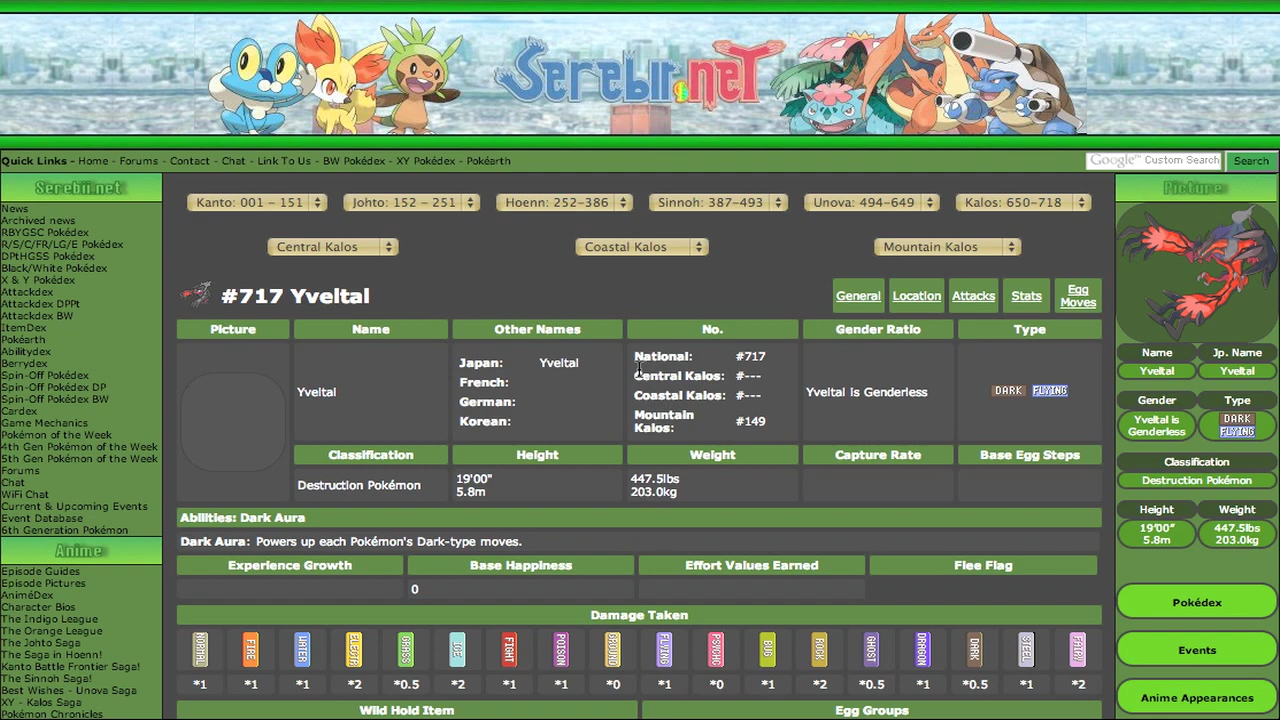 Serebii.net
Quick Links - Home - Forums - Contact - Chat - Link To Us - BW Pokédex - XY Pokédex - Pokéarth
Google™ Custom Search
Search
Serebii.net
News
Archived news
RBYGSC Pokédex
R/S/C/FR/LG/E Pokédex
DPtHGSS Pokédex
Black/White Pokédex
X & Y Pokédex
Attackdex
Attackdex DPPt
Attackdex BW
ItemDex
Pokéarth
Abilitydex
Berrydex
Spin-Off Pokédex
Spin-Off Pokédex DP
Spin-Off Pokédex BW
Cardex
Game Mechanics
Pokémon of the Week
4th Gen Pokémon of the Week
5th Gen Pokémon of the Week
Forums
Chat
WiFi Chat
Current & Upcoming Events
Event Database
6th Generation Pokémon
Anime
Episode Guides
Episode Pictures
AniméDex
Character Bios
The Indigo League
The Orange League
The Johto Saga
The Saga in Hoenn!
Kanto Battle Frontier Saga!
The Sinnoh Saga!
Best Wishes - Unova Saga
XY - Kalos Saga
Pokémon Chronicles
Kanto: 001 - 151
Johto: 152 - 251
Hoenn: 252-386
Sinnoh: 387-493
Unova: 494-649
Kalos: 650-718
Central Kalos
Coastal Kalos
Mountain Kalos
#717 Yveltal
General
Location
Attacks
Stats
Egg
Moves
Picture
Name
Other Names
No.
Gender Ratio
Type
Yveltal
Japan: Yveltal
French:
German:
Korean:
National: #717
Central Kalos: #---
Coastal Kalos: #---
Mountain
Kalos: #149
Yveltal is Genderless
DARK FLYING
Classification
Height
Weight
Capture Rate
Base Egg Steps
Destruction Pokémon
19'00"
5.8m
447.5lbs
203.0kg
Abilities: Dark Aura
Dark Aura: Powers up each Pokémon's Dark-type moves.
Experience Growth
Base Happiness
Effort Values Earned
Flee Flag
0
Damage Taken
NORMAL FIRE WATER ELECTR GRASS ICE FIGHT POISON GROUND FLYING PSYCHC BUG ROCK GHOST DRAGON DARK STEEL FAIRY
*1 *1 *1 *2 *0.5 *2 *1 *1 *0 *1 *0 *1 *2 *0.5 *1 *0.5 *1 *2
Wild Hold Item
Egg Groups
Picture
Name
Jp. Name
Yveltal
Yveltal
Gender
Type
Yveltal is
Genderless
DARK
FLYING
Classification
Destruction Pokémon
Height
Weight
19'00"
5.8m
447.5lbs
203.0kg
Pokédex
Events
Anime Appearances